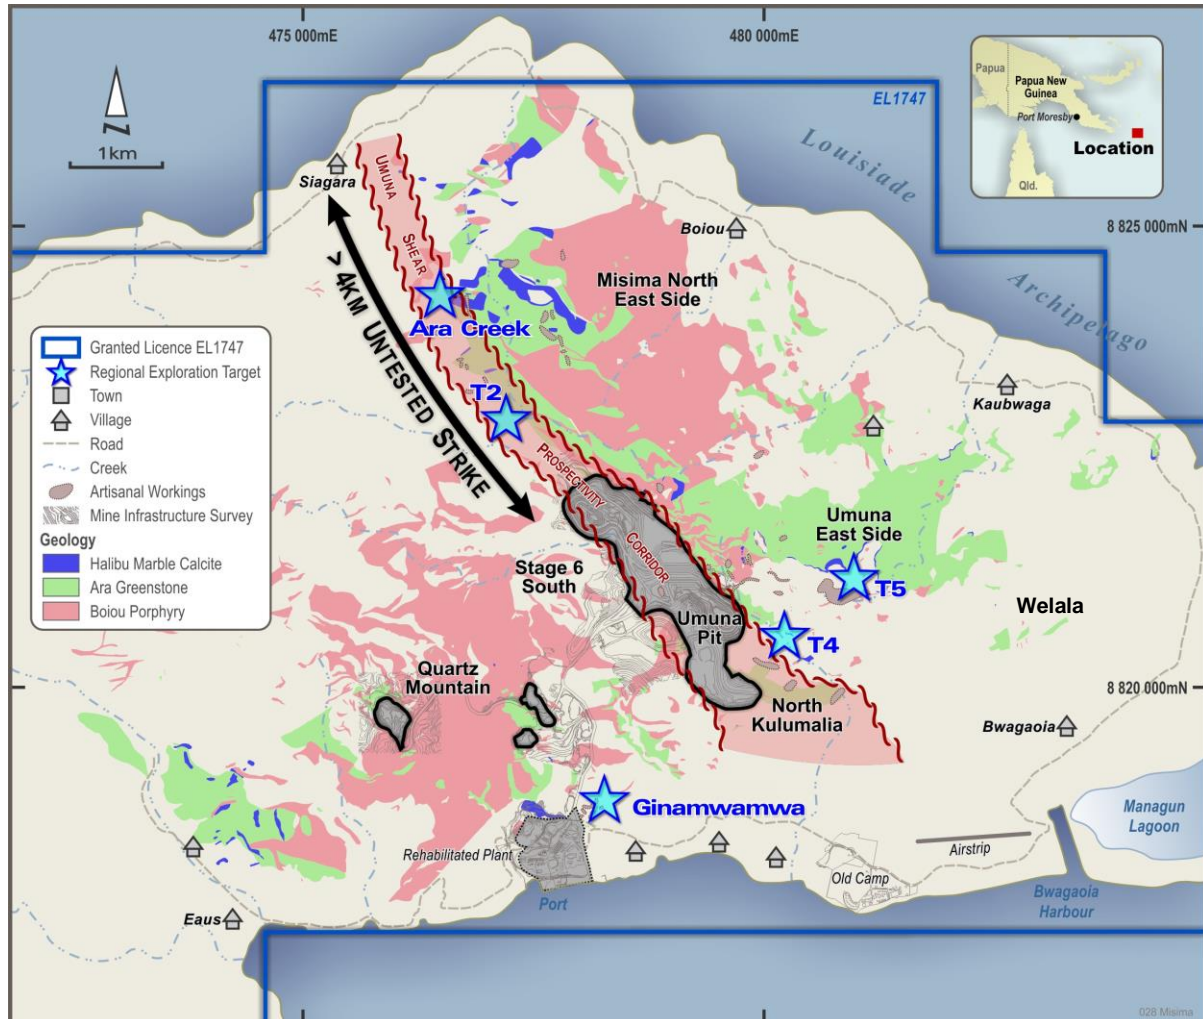 475 000mE
480 000mE
EL1747
Papua
Papua New
Guinea
Port Moresby
Location
Qld.
N
1km
Siagara
UMUNA
SHEAR
Louisiade
Archipelago
8 825 000mN
Boiou
Misima North
East Side
> 4KM UNTESTED STRIKE
Ara Creek
T2
PROSPECTIVITY
CORRIDOR
Kaubwaga
Granted Licence EL1747
Regional Exploration Target
Town
Village
Road
Creek
Artisanal Workings
Mine Infrastructure Survey
Geology
Halibu Marble Calcite
Ara Greenstone
Boiou Porphyry
Umuna
East Side
Stage 6
South
T5
Welala
Umuna
Pit
T4
Quartz
Mountain
8 820 000mN
North
Kulumalia
Bwagaoia
Ginamwamwa
Managun
Lagoon
Rehabilitated Plant
Airstrip
Old Camp
Port
Bwagaoia
Harbour
Eaus
028 Misima